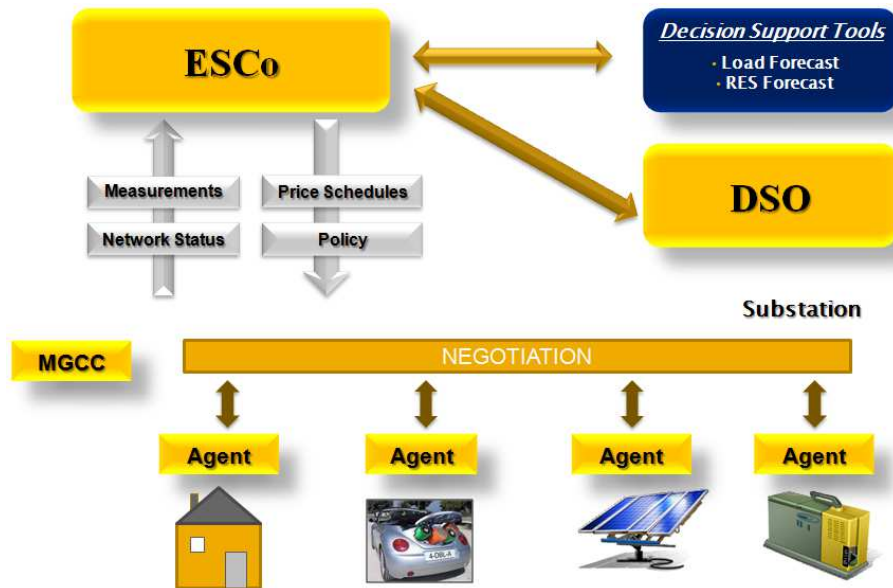 ESCo
Decision Support Tools
· Load Forecast
· RES Forecast
Measurements
Price Schedules
Network Status
Policy
DSO
Substation
MGCC
NEGOTIATION
Agent
Agent
Agent
Agent